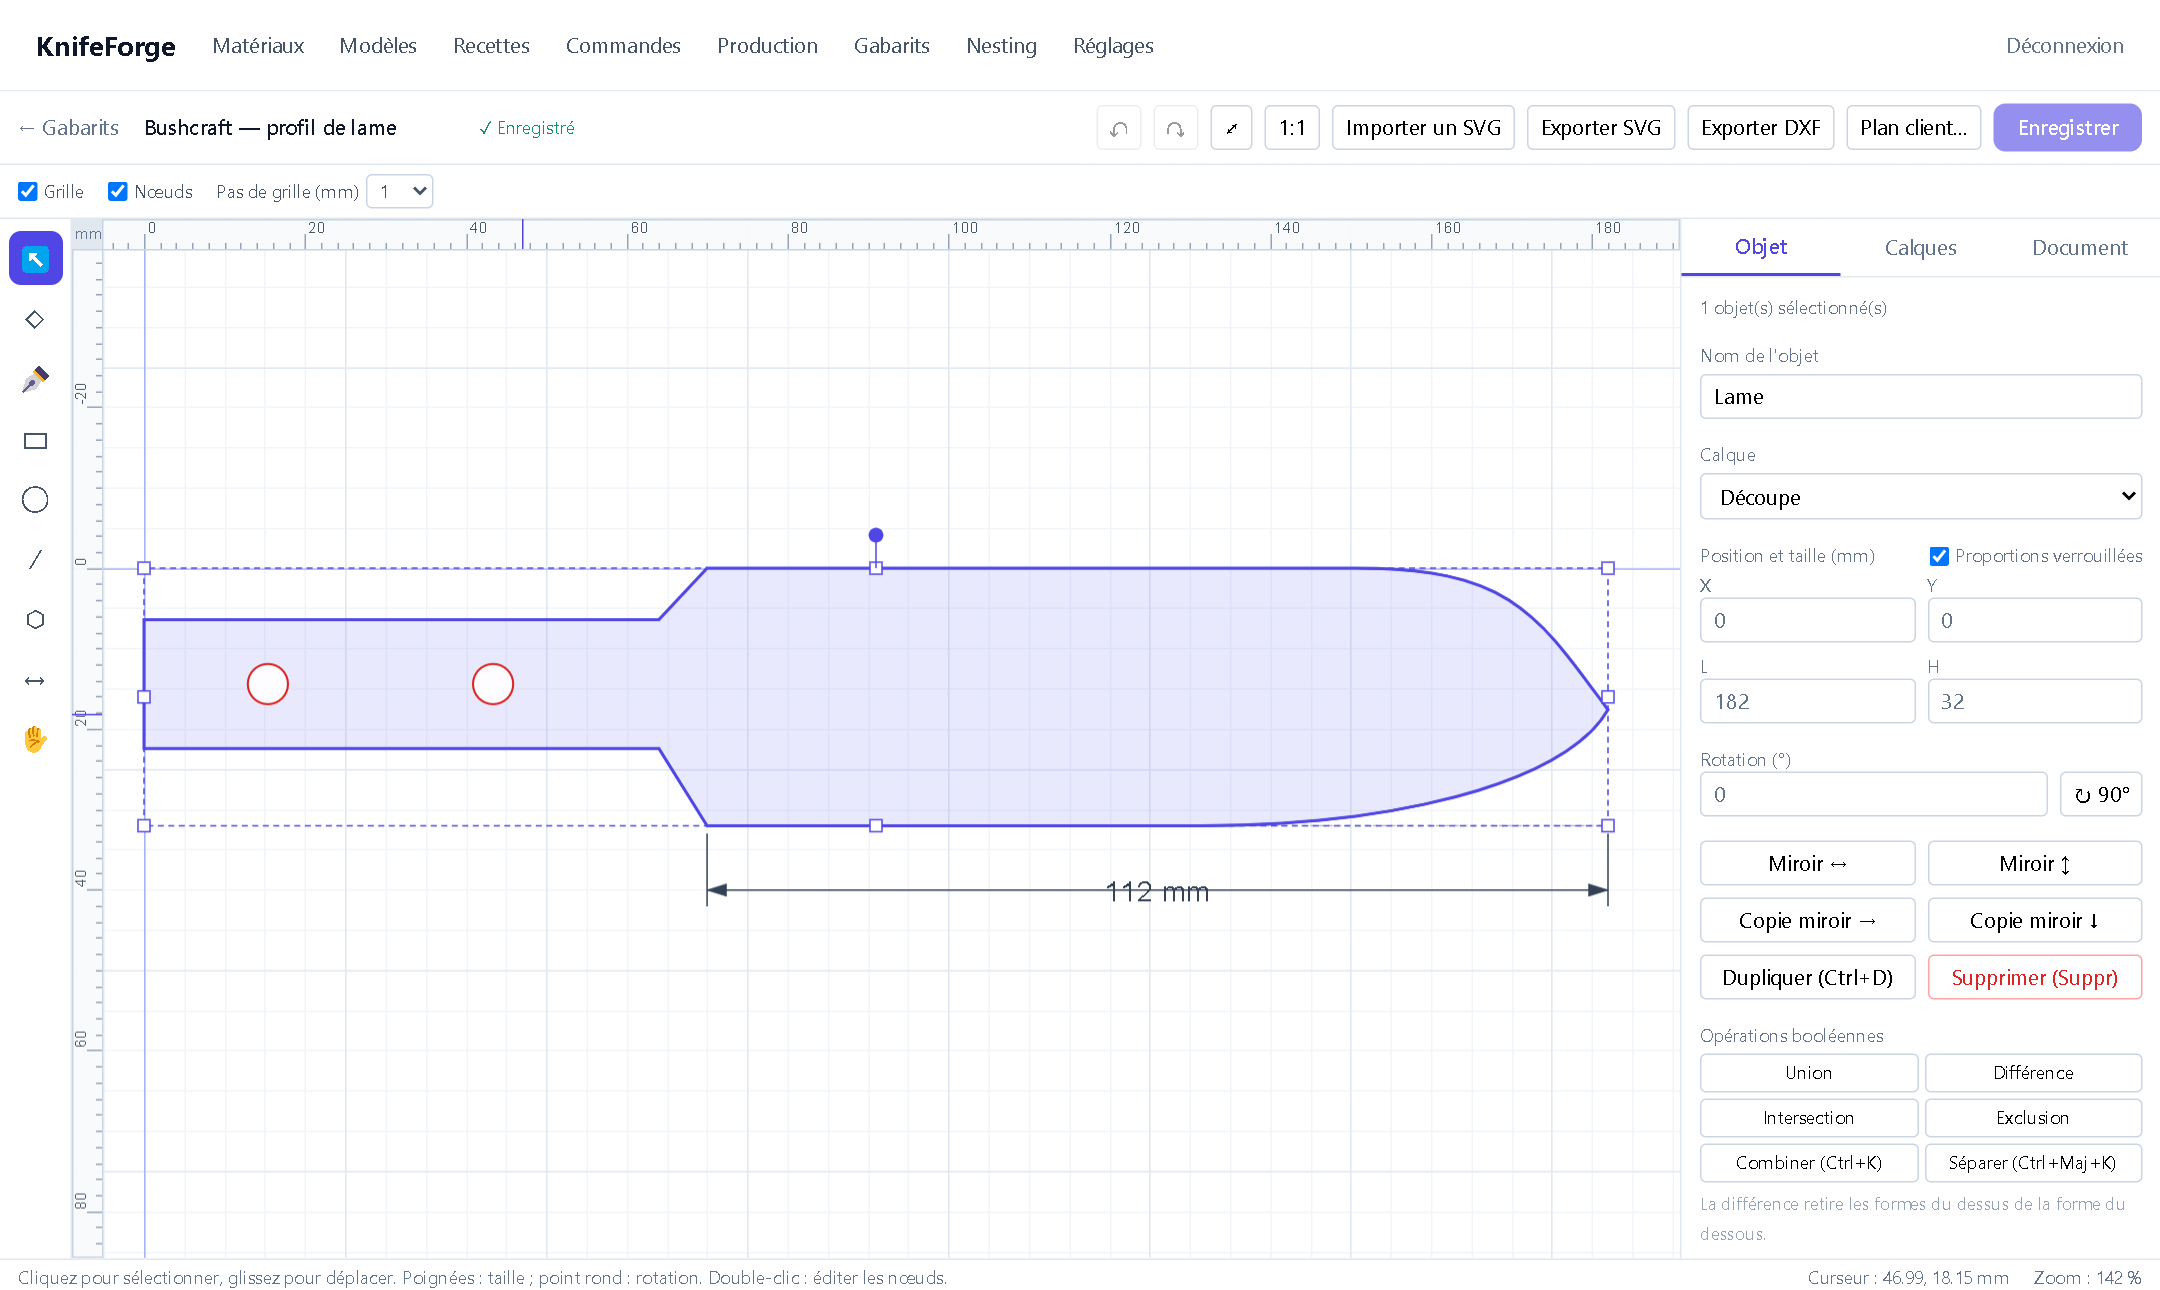 KnifeForge Matériaux Modèles Recettes Commandes Production Gabarits Nesting Réglages Déconnexion
← Gabarits Bushcraft — profil de lame ✓ Enregistré 1:1 Importer un SVG Exporter SVG Exporter DXF Plan client... Enregistrer
Grille Nœuds Pas de grille (mm) 1
mm 0 20 40 60 80 100 120 140 160 180
-20
0
20
40
60
80
112 mm
Objet Calques Document
1 objet(s) sélectionné(s)
Nom de l'objet
Lame
Calque
Découpe
Position et taille (mm) Proportions verrouillées
X Y
0 0
L H
182 32
Rotation (°)
0 ↻ 90°
Miroir ↔ Miroir ↕
Copie miroir → Copie miroir ↓
Dupliquer (Ctrl+D) Supprimer (Suppr)
Opérations booléennes
Union Différence
Intersection Exclusion
Combiner (Ctrl+K) Séparer (Ctrl+Maj+K)
La différence retire les formes du dessus de la forme du
dessous.
Cliquez pour sélectionner, glissez pour déplacer. Poignées : taille ; point rond : rotation. Double-clic : éditer les nœuds. Curseur : 46.99, 18.15 mm Zoom : 142 %